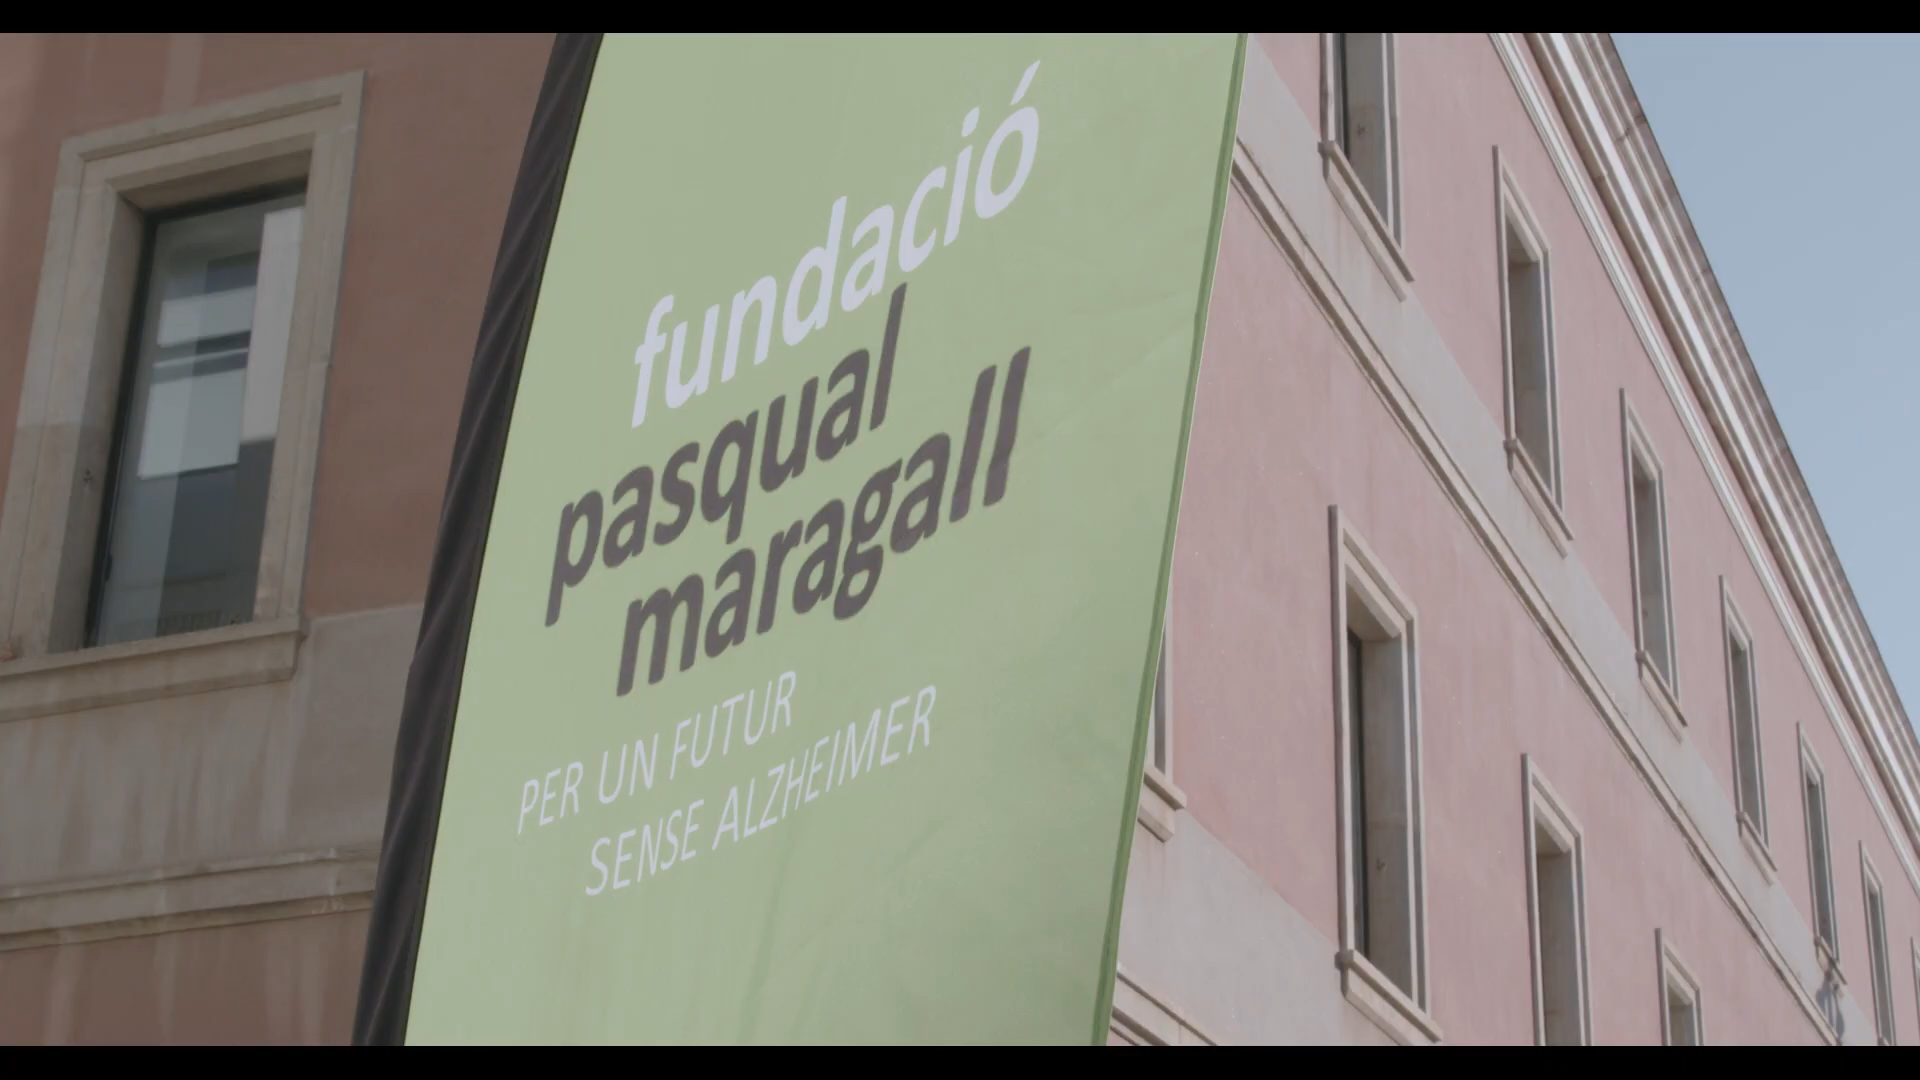 fundació
pasqual
maragall
PER UN FUTUR
SENSE ALZHEIMER